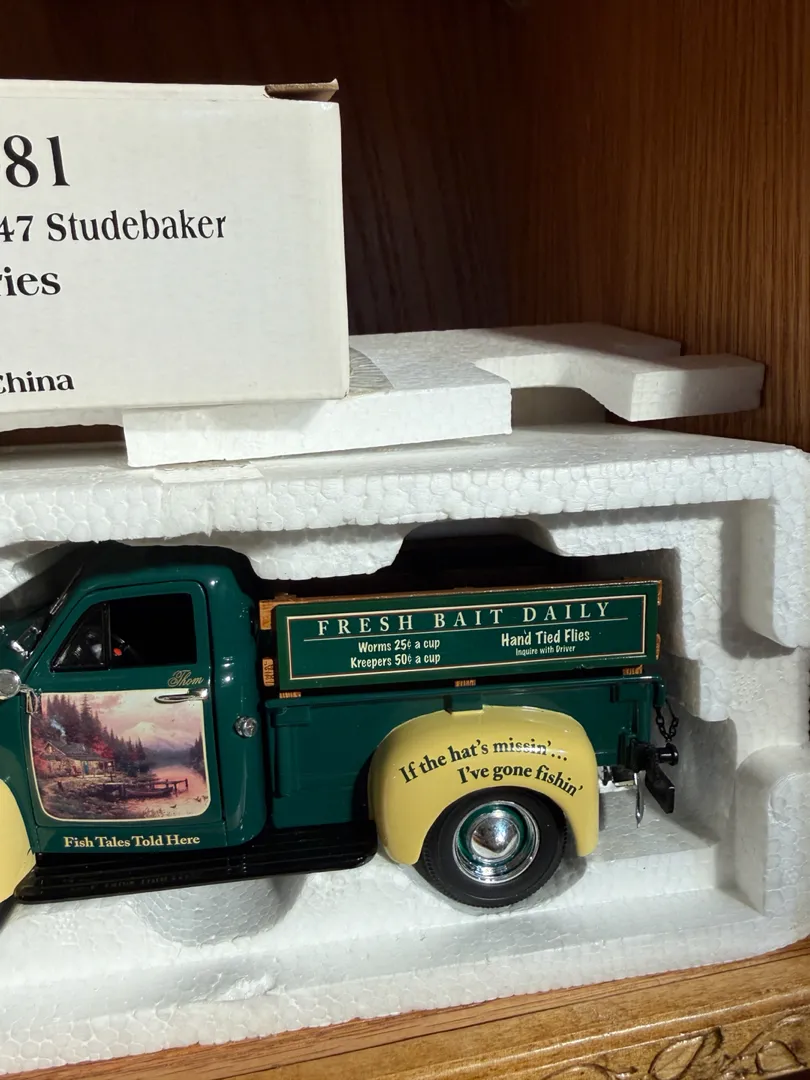 81
47 Studebaker
ries
China
FRESH BAIT DAILY
Worms 25¢ a cup
Kreepers 50¢ a cup
Hand Tied Flies
Inquire with Driver
Thom
If the hat's missin'...
I've gone fishin'
Fish Tales Told Here